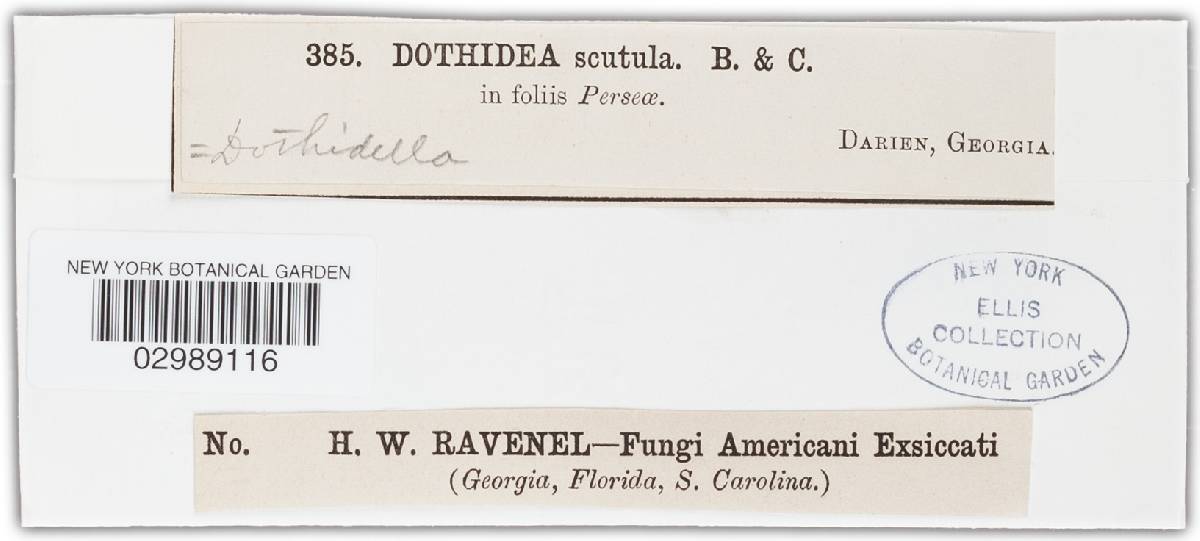 385. DOTHIDEA scutula. B. & C.
in foliis Perseæ.
=Dothidella
DARIEN, GEORGIA.
NEW YORK BOTANICAL GARDEN
02989116
NEW YORK
ELLIS
COLLECTION
BOTANICAL GARDEN
No. H. W. RAVENEL—Fungi Americani Exsiccati
(Georgia, Florida, S. Carolina.)